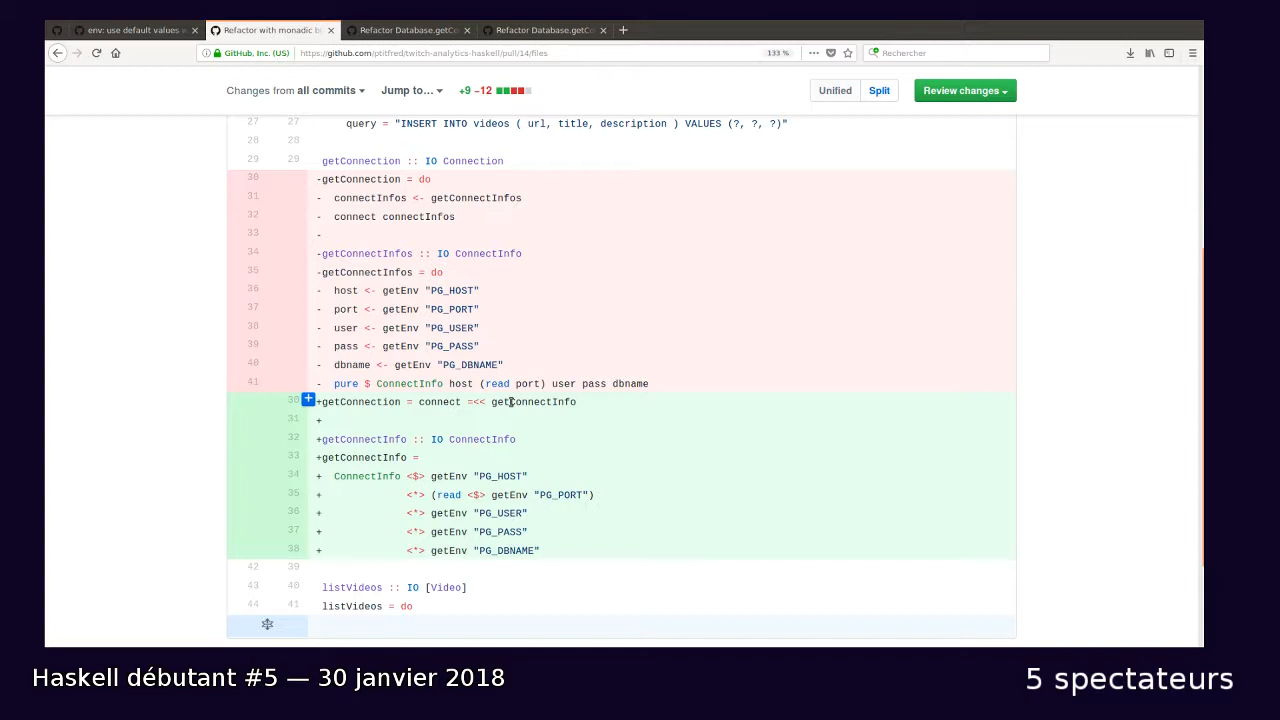 env: use default values
Refactor with monadic b
Refactor Database.getCo
Refactor Database.getCo
GitHub, Inc. (US)
https://github.com/ptitfred/twitch-analytics-haskell/pull/14/files
133 %
Rechercher
Changes from all commits
Jump to…
+9 −12
Unified
Split
Review changes
27 27 query = "INSERT INTO videos ( url, title, description ) VALUES (?, ?, ?)"
28 28
29 29 getConnection :: IO Connection
30 -getConnection = do
31 - connectInfos <- getConnectInfos
32 - connect connectInfos
33 -
34 -getConnectInfos :: IO ConnectInfo
35 -getConnectInfos = do
36 - host <- getEnv "PG_HOST"
37 - port <- getEnv "PG_PORT"
38 - user <- getEnv "PG_USER"
39 - pass <- getEnv "PG_PASS"
40 - dbname <- getEnv "PG_DBNAME"
41 - pure $ ConnectInfo host (read port) user pass dbname
30 +getConnection = connect =<< getConnectInfo
31 +
32 +getConnectInfo :: IO ConnectInfo
33 +getConnectInfo =
34 + ConnectInfo <$> getEnv "PG_HOST"
35 + <*> (read <$> getEnv "PG_PORT")
36 + <*> getEnv "PG_USER"
37 + <*> getEnv "PG_PASS"
38 + <*> getEnv "PG_DBNAME"
42 39
43 40 listVideos :: IO [Video]
44 41 listVideos = do
Haskell débutant #5 — 30 janvier 2018
5 spectateurs